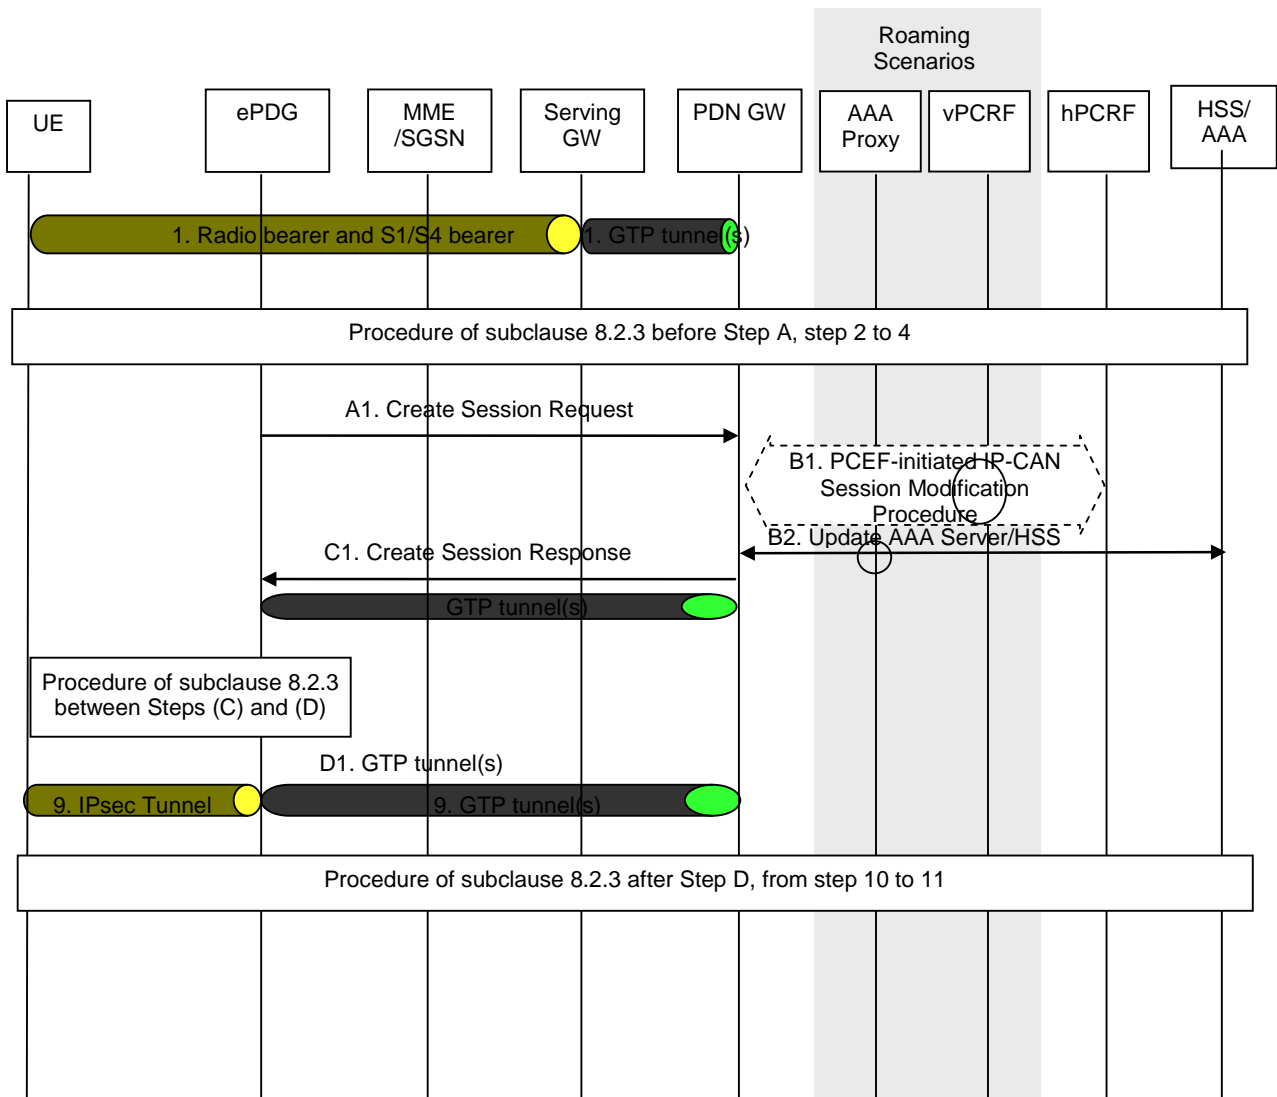 Roaming
Scenarios
UE
ePDG
MME
/SGSN
Serving
GW
PDN GW
AAA
Proxy
vPCRF
hPCRF
HSS/
AAA
1. Radio bearer and S1/S4 bearer
1. GTP tunnel(s)
Procedure of subclause 8.2.3 before Step A, step 2 to 4
A1. Create Session Request
B1. PCEF-initiated IP-CAN
Session Modification
Procedure
B2. Update AAA Server/HSS
C1. Create Session Response
GTP tunnel(s)
Procedure of subclause 8.2.3
between Steps (C) and (D)
D1. GTP tunnel(s)
9. IPsec Tunnel
9. GTP tunnel(s)
Procedure of subclause 8.2.3 after Step D, from step 10 to 11